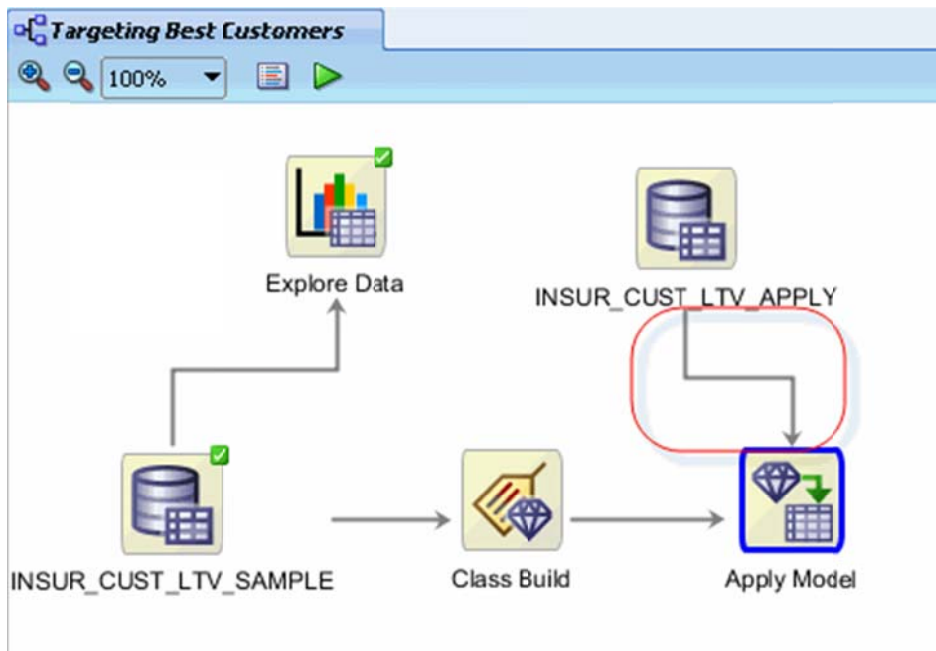 Targeting Best Customers
100%
Explore Data
INSUR_CUST_LTV_APPLY
INSUR_CUST_LTV_SAMPLE
Class Build
Apply Model